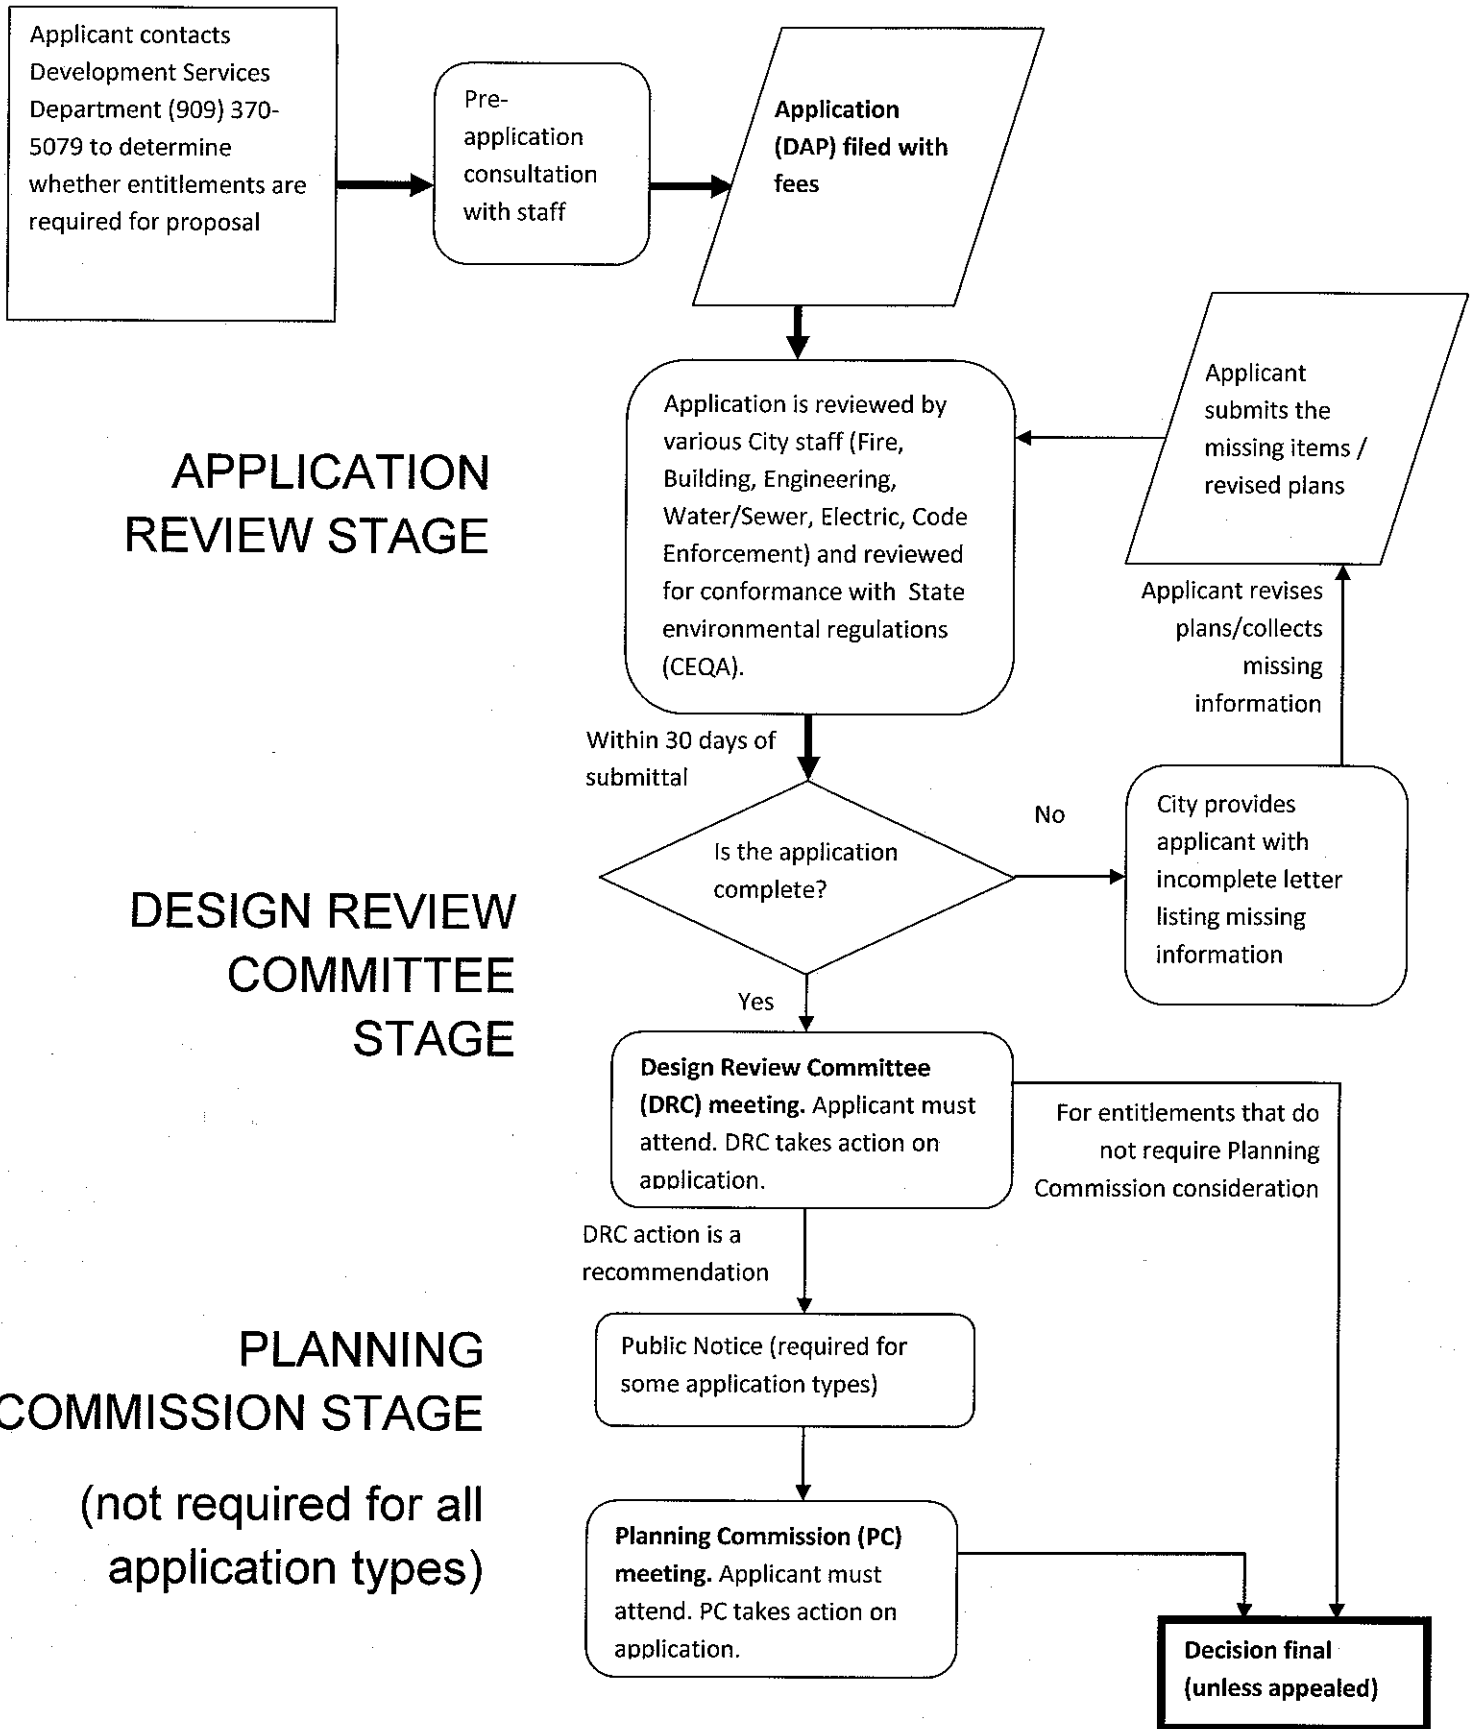 Applicant contacts
Development Services
Department (909) 370-
5079 to determine
whether entitlements are
required for proposal
Pre-
application
consultation
with staff
Application
(DAP) filed with
fees
APPLICATION
REVIEW STAGE
Application is reviewed by
various City staff (Fire,
Building, Engineering,
Water/Sewer, Electric, Code
Enforcement) and reviewed
for conformance with State
environmental regulations
(CEQA).
Applicant
submits the
missing items /
revised plans
Applicant revises
plans/collects
missing
information
Within 30 days of
submittal
Is the application
complete?
No
City provides
applicant with
incomplete letter
listing missing
information
DESIGN REVIEW
COMMITTEE
STAGE
Yes
Design Review Committee
(DRC) meeting. Applicant must
attend. DRC takes action on
application.
For entitlements that do
not require Planning
Commission consideration
DRC action is a
recommendation
PLANNING
COMMISSION STAGE
(not required for all
application types)
Public Notice (required for
some application types)
Planning Commission (PC)
meeting. Applicant must
attend. PC takes action on
application.
Decision final
(unless appealed)